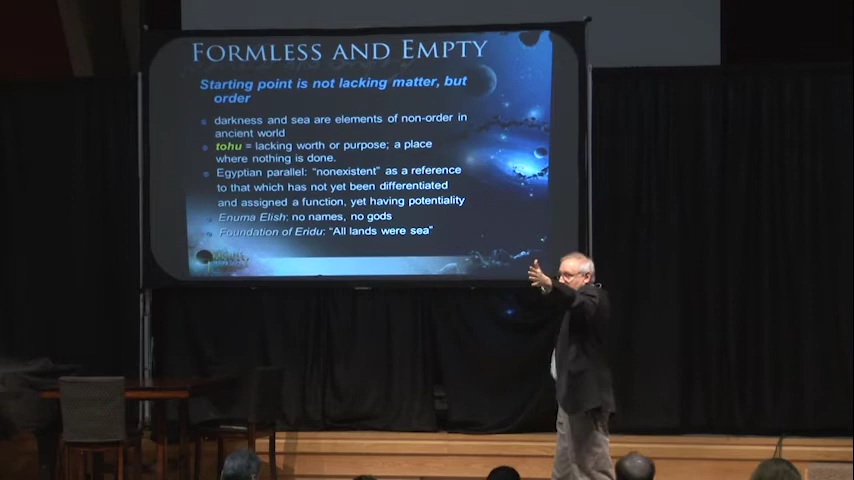 FORMLESS AND EMPTY
Starting point is not lacking matter, but
order
darkness and sea are elements of non-order in
ancient world
tohu = lacking worth or purpose; a place
where nothing is done.
Egyptian parallel: “nonexistent” as a reference
to that which has not yet been differentiated
and assigned a function, yet having potentiality
Enuma Elish: no names, no gods
Foundation of Eridu: “All lands were sea”